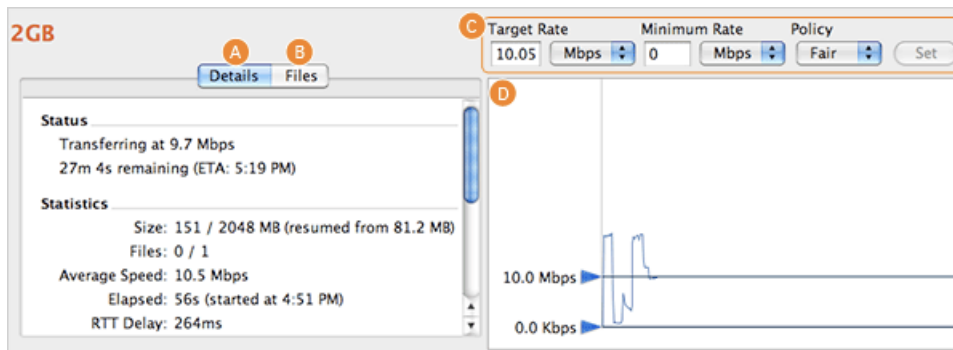 2GB
A
B
Details Files
Status
Transferring at 9.7 Mbps
27m 4s remaining (ETA: 5:19 PM)
Statistics
Size: 151 / 2048 MB (resumed from 81.2 MB)
Files: 0 / 1
Average Speed: 10.5 Mbps
Elapsed: 56s (started at 4:51 PM)
RTT Delay: 264ms
C
Target Rate Minimum Rate Policy
10.05 Mbps 0 Mbps Fair Set
D
10.0 Mbps
0.0 Kbps